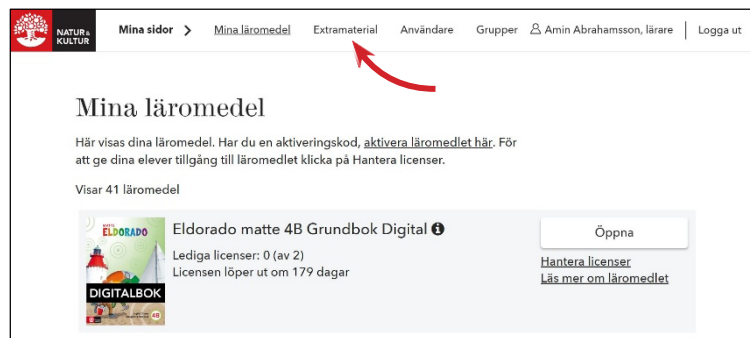 NATUR &
KULTUR
Mina sidor
Mina läromedel
Extramaterial
Användare
Grupper
Amin Abrahamsson, lärare
Logga ut
Mina läromedel
Här visas dina läromedel. Har du en aktiveringskod, aktivera läromedlet här. För
att ge dina elever tillgång till läromedlet klicka på Hantera licenser.
Visar 41 läromedel
ELDORADO
DIGITALBOK
4B
Eldorado matte 4B Grundbok Digital
Lediga licenser: 0 (av 2)
Licensen löper ut om 179 dagar
Öppna
Hantera licenser
Läs mer om läromedlet